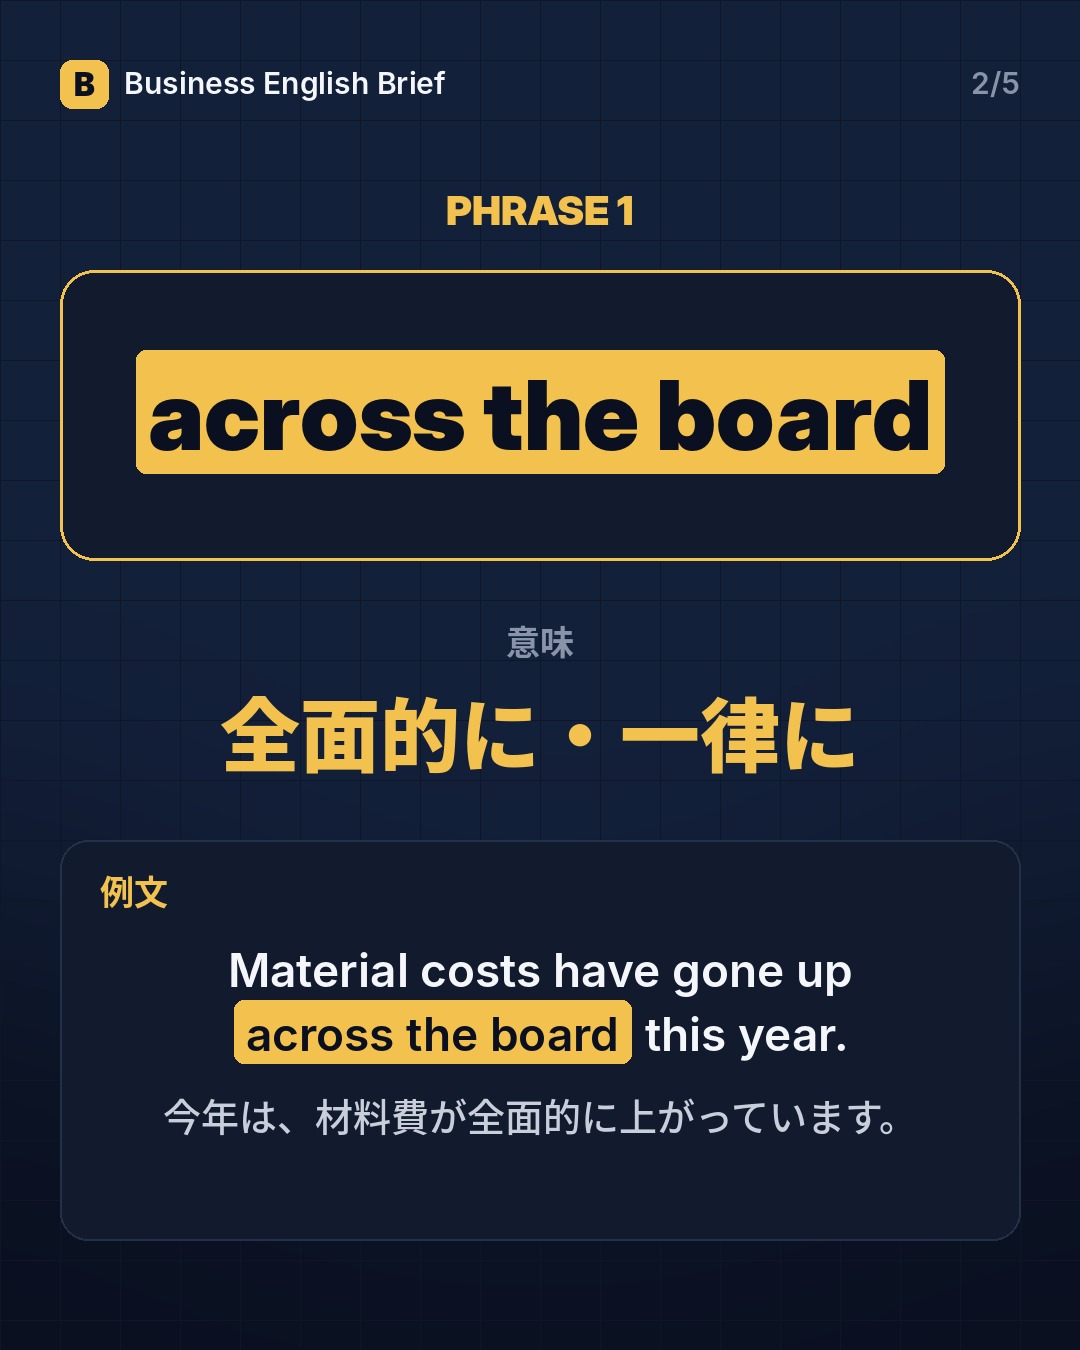 B Business English Brief 2/5
PHRASE 1
across the board
意味
全面的に・一律に
例文
Material costs have gone up
across the board this year.
今年は、材料費が全面的に上がっています。